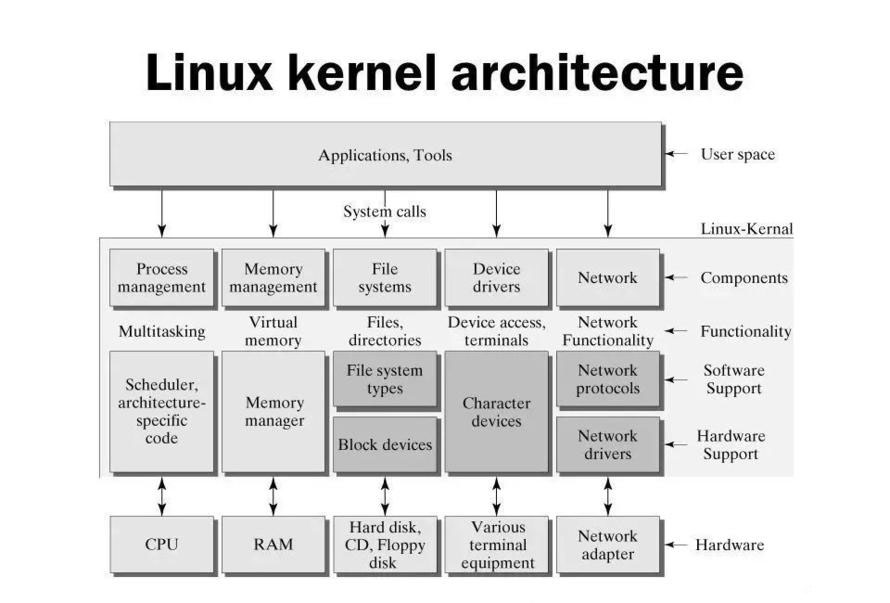 Linux kernel architecture
Applications, Tools
User space
System calls
Linux-Kernal
Process
management
Memory
management
File
systems
Device
drivers
Network
Components
Multitasking
Virtual
memory
Files,
directories
Device access,
terminals
Network
Functionality
Functionality
Scheduler,
architecture-
specific
code
Memory
manager
File system
types
Block devices
Character
devices
Network
protocols
Network
drivers
Software
Support
Hardware
Support
CPU
RAM
Hard disk,
CD, Floppy
disk
Various
terminal
equipment
Network
adapter
Hardware